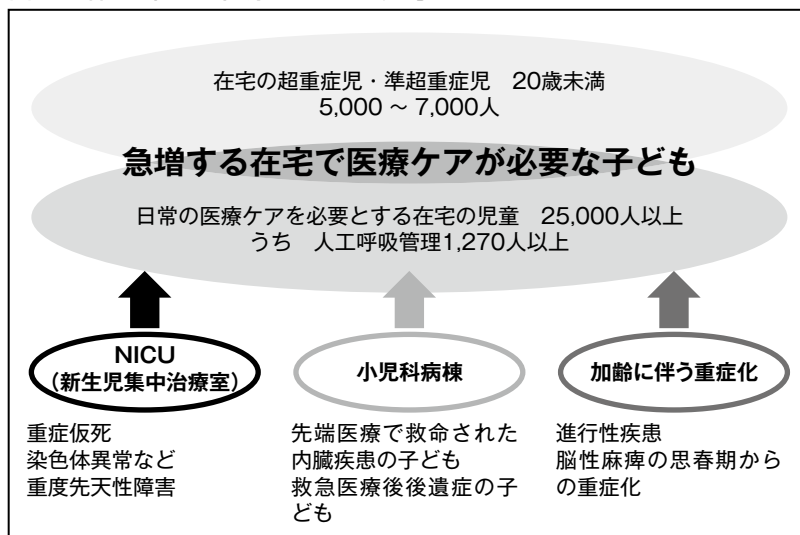 在宅の超重症児・準超重症児　20歳未満
5,000 ～ 7,000人
急増する在宅で医療ケアが必要な子ども
日常の医療ケアを必要とする在宅の児童　25,000人以上
うち　人工呼吸管理1,270人以上
NICU
（新生児集中治療室）
小児科病棟
加齢に伴う重症化
重症仮死
染色体異常など
重度先天性障害
先端医療で救命された
内臓疾患の子ども
救急医療後後遺症の子
ども
進行性疾患
脳性麻痺の思春期から
の重症化